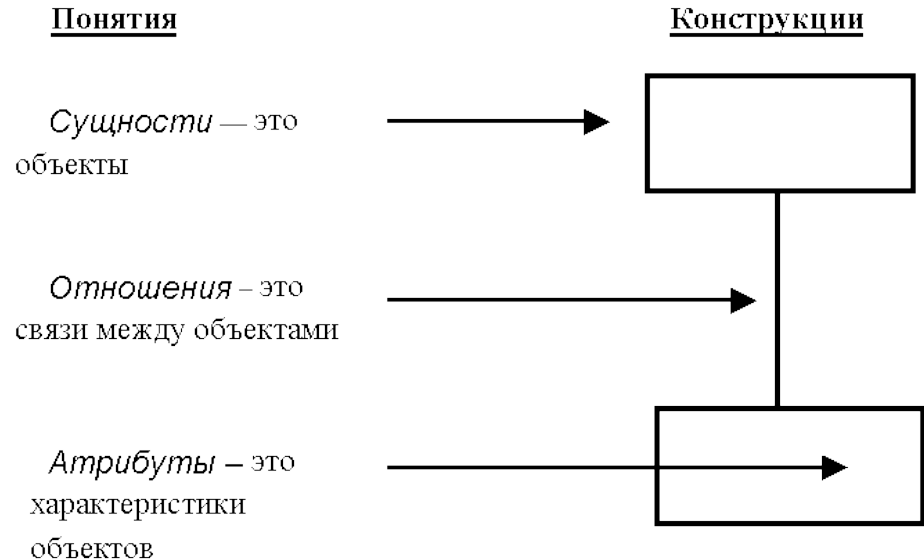 Понятия Конструкции
Сущности — это
объекты
Отношения – это
связи между объектами
Атрибуты – это
характеристики
объектов